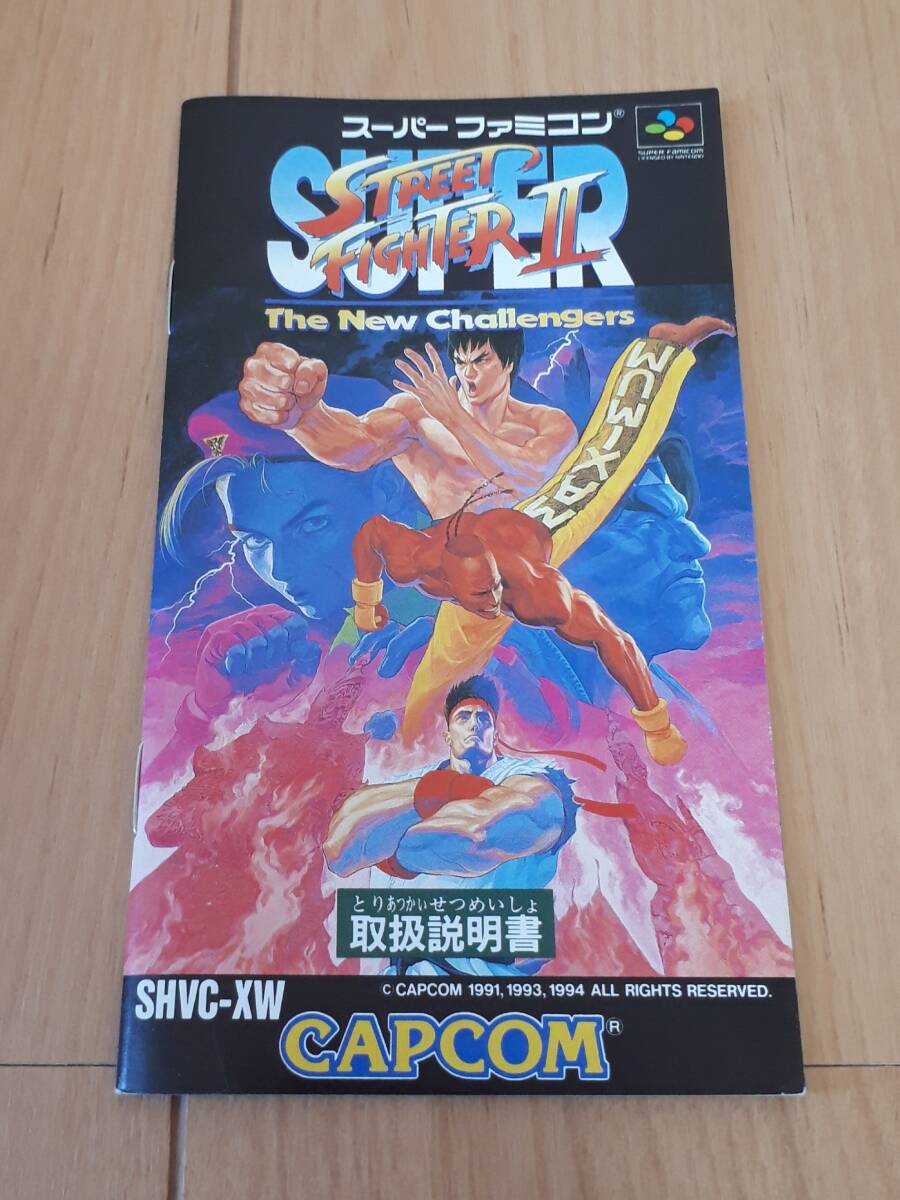 スーパーファミコン®
SUPER FAMICOM
LICENSED BY NINTENDO
SUPER
STREET
FIGHTER II
The New Challengers
とりあつかいせつめいしょ
取扱説明書
SHVC-XW
© CAPCOM 1991, 1993, 1994 ALL RIGHTS RESERVED.
CAPCOM®